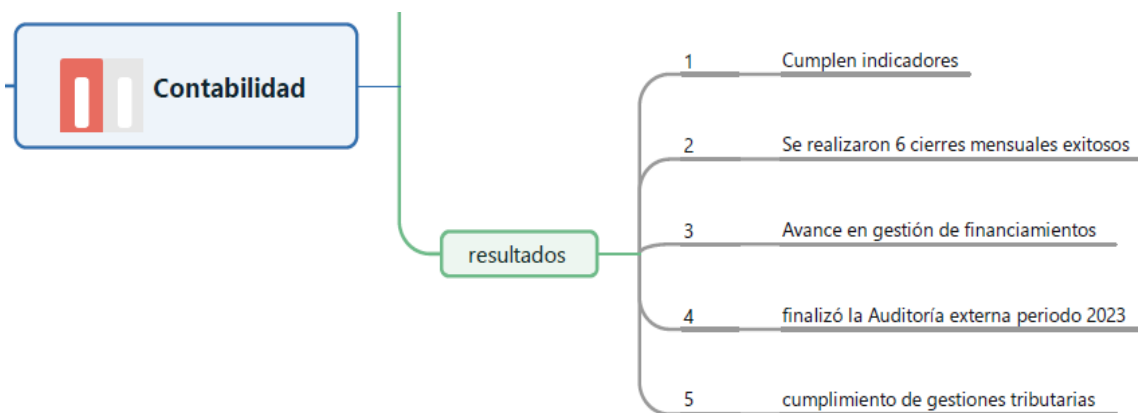 Contabilidad
resultados
1 Cumplen indicadores
2 Se realizaron 6 cierres mensuales exitosos
3 Avance en gestión de financiamientos
4 finalizó la Auditoría externa periodo 2023
5 cumplimiento de gestiones tributarias